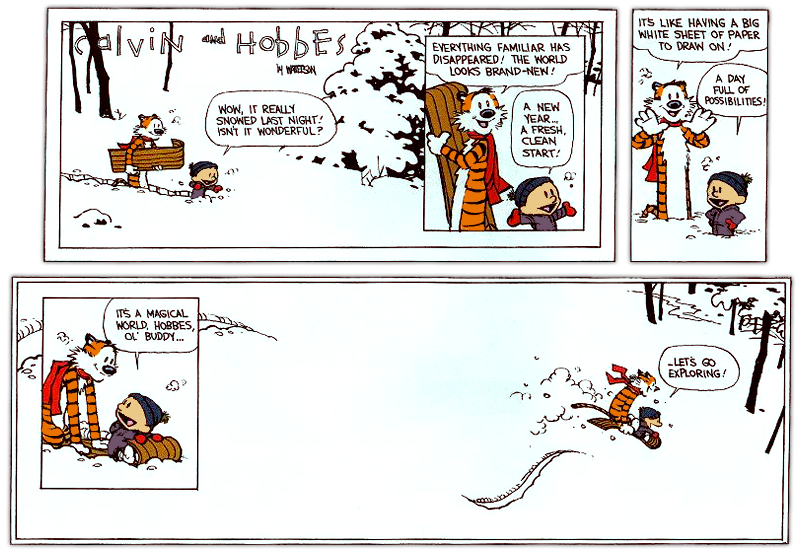 Calvin and Hobbes
by WATTERSON
WOW, IT REALLY
SNOWED LAST NIGHT!
ISN'T IT WONDERFUL?
EVERYTHING FAMILIAR HAS
DISAPPEARED! THE WORLD
LOOKS BRAND-NEW!
A NEW
YEAR...
A FRESH,
CLEAN
START!
IT'S LIKE HAVING A BIG
WHITE SHEET OF PAPER
TO DRAW ON!
A DAY
FULL OF
POSSIBILITIES!
IT'S A MAGICAL
WORLD, HOBBES,
OL' BUDDY...
...LET'S GO
EXPLORING!